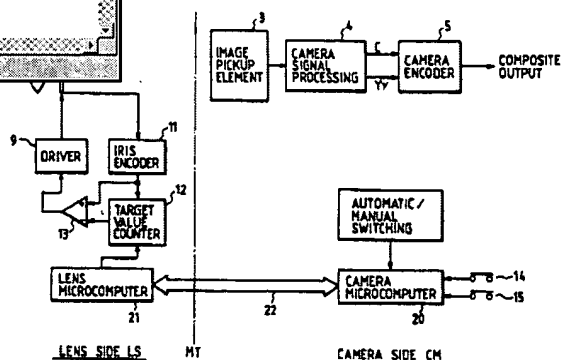 3
4
5
IMAGE
PICKUP
ELEMENT
CAMERA
SIGNAL
PROCESSING
C
YY
CAMERA
ENCODER
COMPOSITE
OUTPUT
9
DRIVER
11
IRIS
ENCODER
12
13
TARGET
VALUE
COUNTER
AUTOMATIC/
MANUAL
SWITCHING
LENS
MICROCOMPUTER
21
22
CAMERA
MICROCOMPUTER
20
14
15
LENS SIDE LS
MT
CAMERA SIDE CM